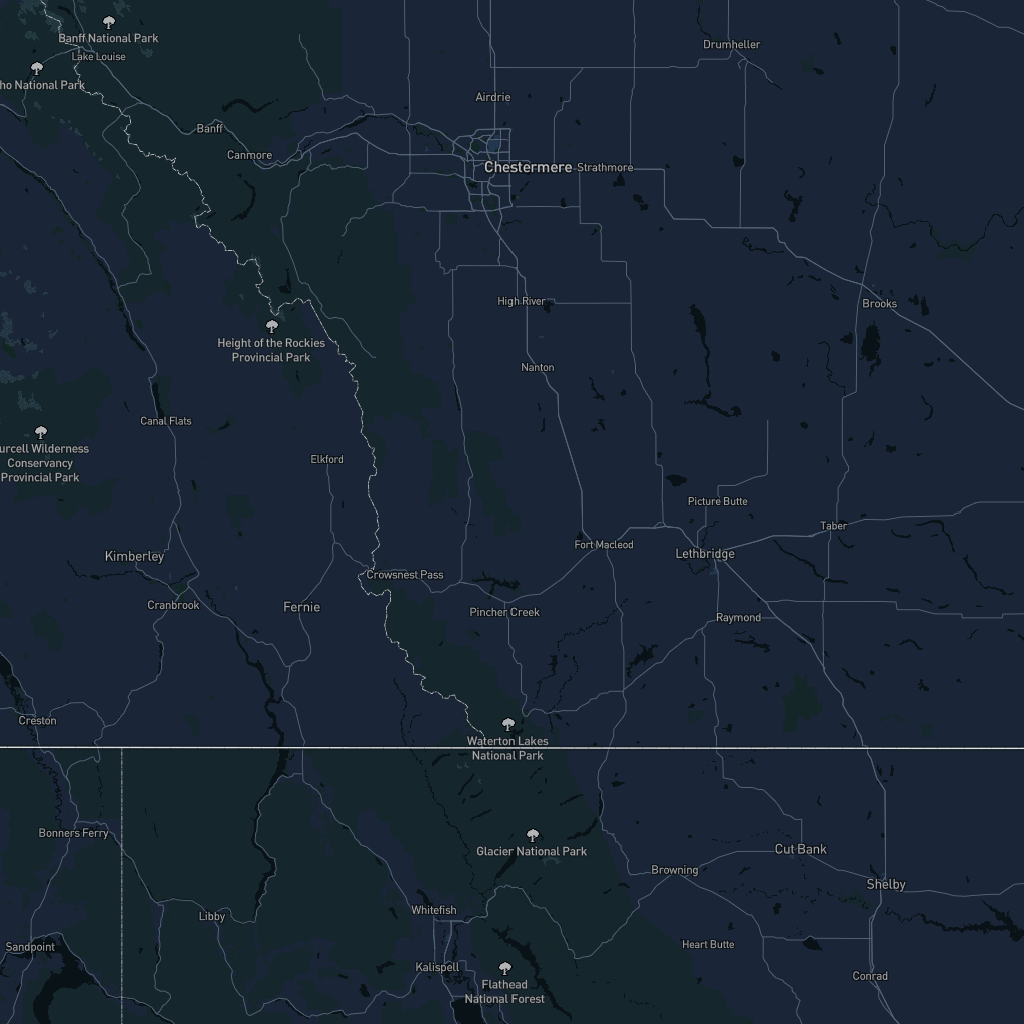 Banff National Park
Lake Louise
ho National Park
Drumheller
Airdrie
Banff
Canmore
Chestermere
Strathmore
High River
Brooks
Height of the Rockies
Provincial Park
Nanton
Canal Flats
urcell Wilderness
Conservancy
Provincial Park
Elkford
Picture Butte
Taber
Fort Macleod
Lethbridge
Kimberley
Crowsnest Pass
Cranbrook
Fernie
Pincher Creek
Raymond
Creston
Waterton Lakes
National Park
Bonners Ferry
Glacier National Park
Cut Bank
Browning
Shelby
Whitefish
Libby
Heart Butte
Sandpoint
Kalispell
Conrad
Flathead
National Forest